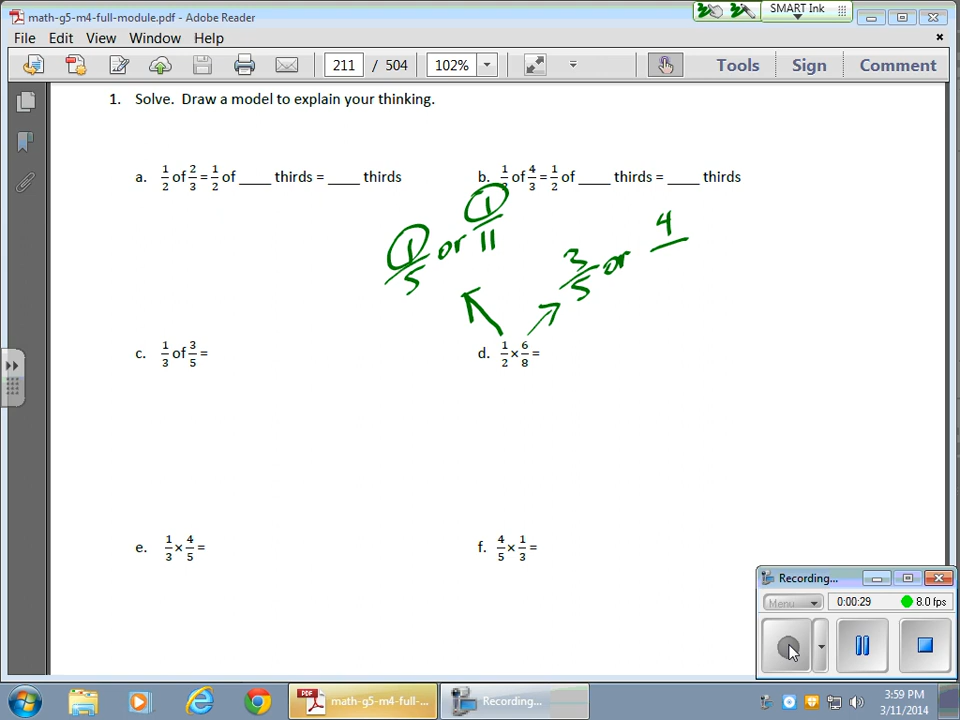 math-g5-m4-full-module.pdf - Adobe Reader
SMART Ink
File Edit View Window Help
211 / 504 102% Tools Sign Comment
1. Solve. Draw a model to explain your thinking.
a. 1/2 of 2/3 = 1/2 of ____ thirds = ____ thirds
b. 1/2 of 4/3 = 1/2 of ____ thirds = ____ thirds
1/5 or 1/11
3/5 or 4/
c. 1/3 of 3/5 =
d. 1/2 × 6/8 =
e. 1/3 × 4/5 =
f. 4/5 × 1/3 =
Recording...
Menu 0:00:29 8.0 fps
math-g5-m4-full-... Recording...
3:59 PM
3/11/2014